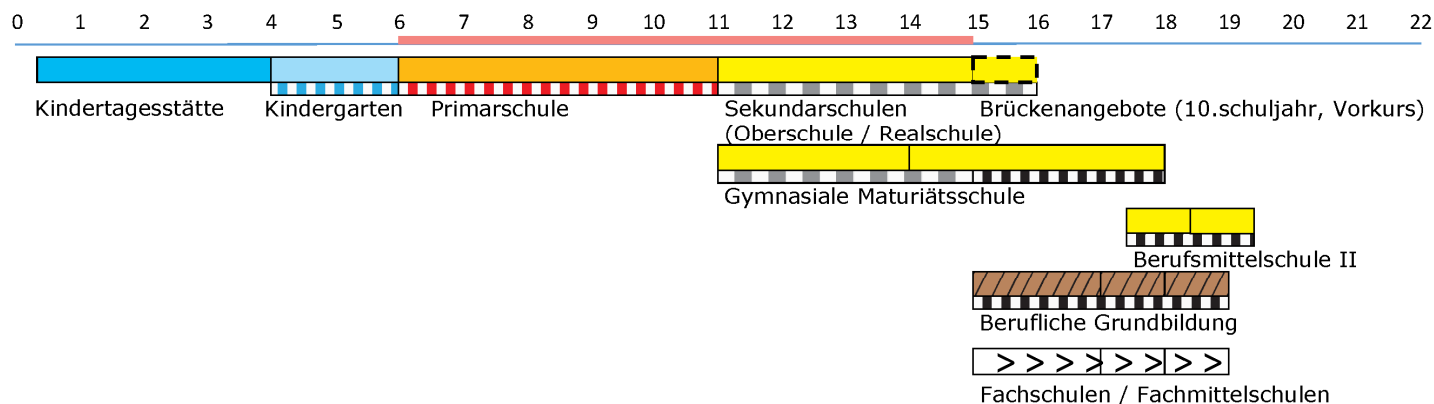 0 1 2 3 4 5 6 7 8 9 10 11 12 13 14 15 16 17 18 19 20 21 22
Kindertagesstätte Kindergarten Primarschule Sekundarschulen Brückenangebote (10.schuljahr, Vorkurs)
(Oberschule / Realschule)
Gymnasiale Maturiätsschule
Berufsmittelschule II
Berufliche Grundbildung
> > > > > > > >
Fachschulen / Fachmittelschulen